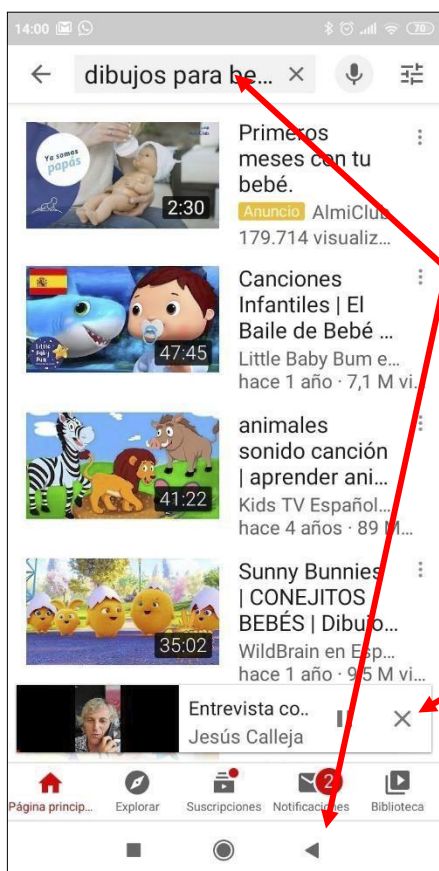 14:00
70
dibujos para be...
Ya somos
papás
2:30
Primeros
meses con tu
bebé.
Anuncio AlmiClub
179.714 visualiz...
Little
Baby
Bum
47:45
Canciones
Infantiles | El
Baile de Bebé ...
Little Baby Bum e...
hace 1 año · 7,1 M vi...
41:22
animales
sonido canción
| aprender ani...
Kids TV Español...
hace 4 años · 89 M...
35:02
Sunny Bunnies
| CONEJITOS
BEBÉS | Dibujo...
WildBrain en Esp...
hace 1 año · 9,5 M vi...
Entrevista co..
Jesús Calleja
2
Página princip...
Explorar
Suscripciones
Notificaciones
Biblioteca